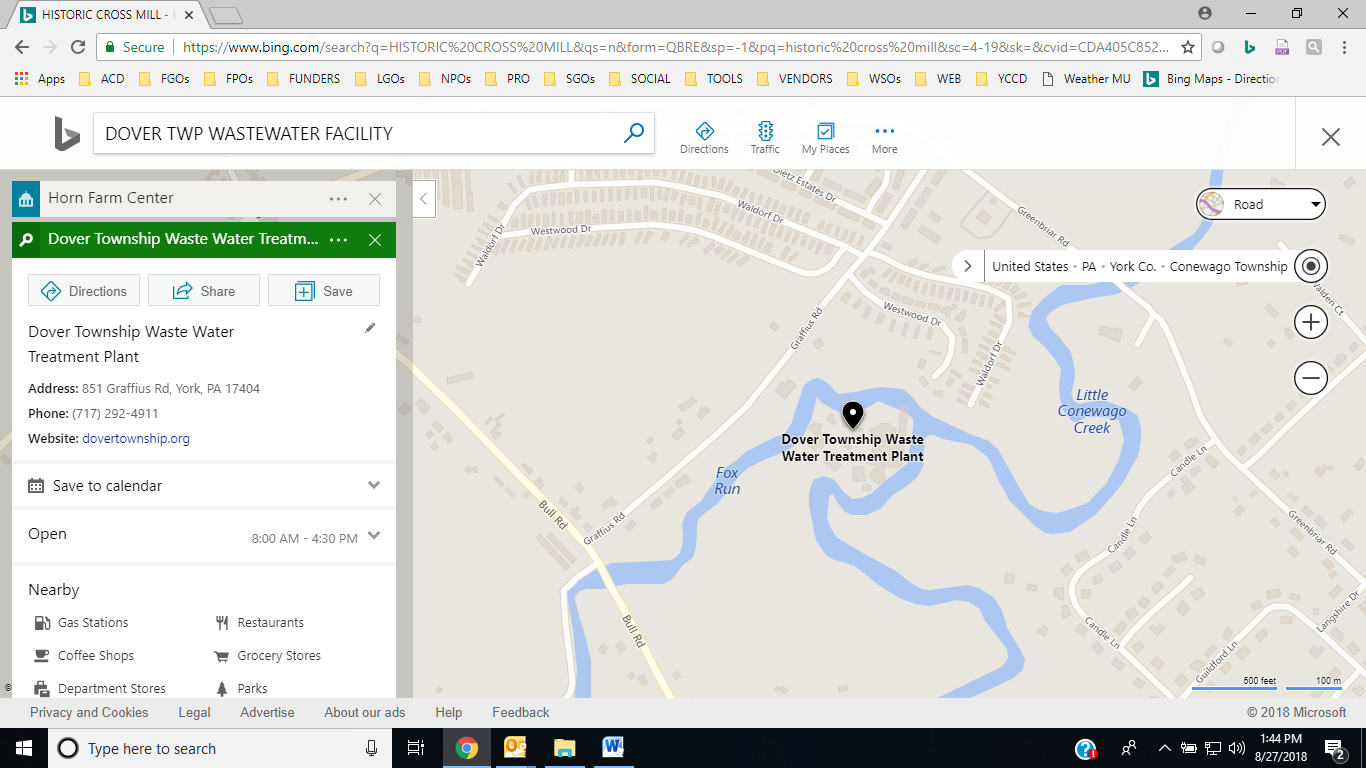 HISTORIC CROSS MILL -
Secure https://www.bing.com/search?q=HISTORIC%20CROSS%20MILL&qs=n&form=QBRE&sp=-1&pq=historic%20cross%20mill&sc=4-19&sk=&cvid=CDA405C852...
Apps ACD FGOs FPOs FUNDERS LGOs NPOs PRO SGOs SOCIAL TOOLS VENDORS WSOs WEB YCCD Weather MU Bing Maps - Direction
DOVER TWP WASTEWATER FACILITY
Directions Traffic My Places More
Horn Farm Center
Dover Township Waste Water Treatm...
Directions Share Save
Dover Township Waste Water
Treatment Plant
Address: 851 Graffius Rd, York, PA 17404
Phone: (717) 292-4911
Website: dovertownship.org
Save to calendar
Open 8:00 AM - 4:30 PM
Nearby
Gas Stations Restaurants
Coffee Shops Grocery Stores
Department Stores Parks
Road
United States • PA • York Co. • Conewago Township
Dietz Estates Dr
Waldorf Dr
Waldorf Dr
Westwood Dr
Greenbriar Rd
Walden Ct
Graffius Rd
Westwood Dr
Waldorf Dr
Little
Conewago
Creek
Dover Township Waste
Water Treatment Plant
Fox
Run
Bull Rd
Graffius Rd
Candle Ln
Candle Ln
Greenbriar Rd
Bull Rd
Candle Ln
Langshire Dr
Guildford Ln
500 feet 100 m
©
Privacy and Cookies Legal Advertise About our ads Help Feedback © 2018 Microsoft
Type here to search
1:44 PM
8/27/2018
2